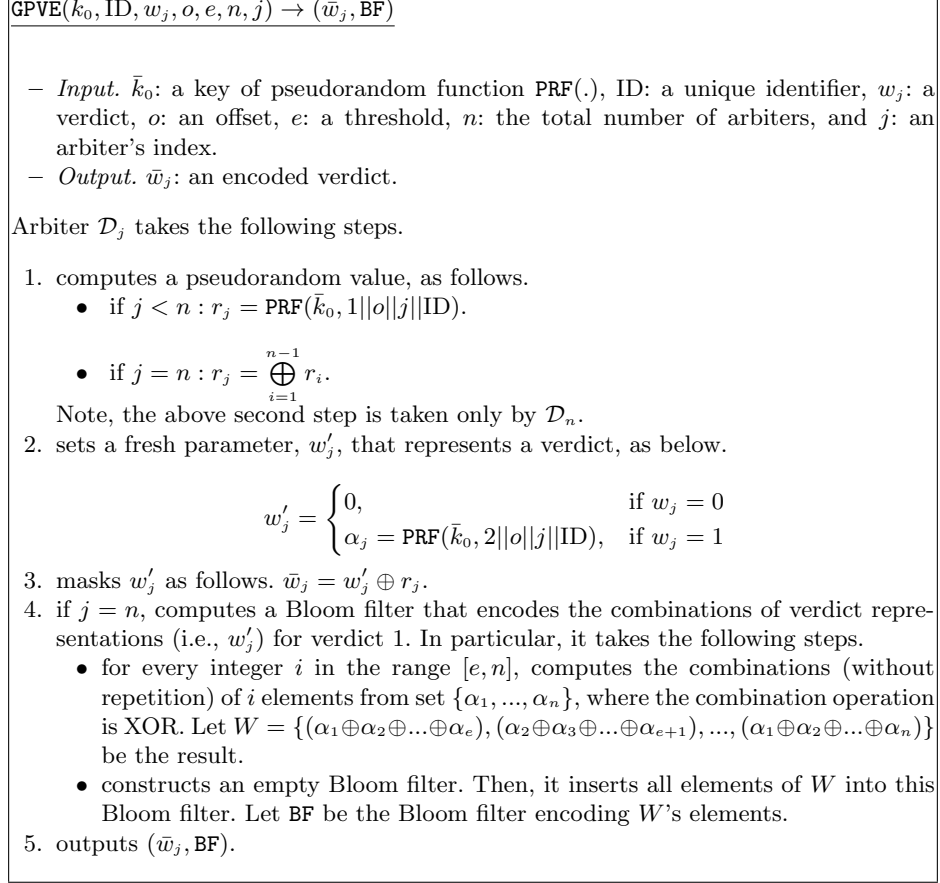 GPVE(k₀, ID, wⱼ, o, e, n, j) → (w̄ⱼ, BF)
– Input. k̄₀: a key of pseudorandom function PRF(.), ID: a unique identifier, wⱼ: a
verdict, o: an offset, e: a threshold, n: the total number of arbiters, and j: an
arbiter's index.
– Output. w̄ⱼ: an encoded verdict.
Arbiter 𝒟ⱼ takes the following steps.
1. computes a pseudorandom value, as follows.
• if j < n : rⱼ = PRF(k̄₀, 1||o||j||ID).
• if j = n : rⱼ = ⨁_{i=1}^{n−1} rᵢ.
Note, the above second step is taken only by 𝒟ₙ.
2. sets a fresh parameter, w′ⱼ, that represents a verdict, as below.
w′ⱼ = { 0, if wⱼ = 0
αⱼ = PRF(k̄₀, 2||o||j||ID), if wⱼ = 1
3. masks w′ⱼ as follows. w̄ⱼ = w′ⱼ ⊕ rⱼ.
4. if j = n, computes a Bloom filter that encodes the combinations of verdict repre-
sentations (i.e., w′ⱼ) for verdict 1. In particular, it takes the following steps.
• for every integer i in the range [e, n], computes the combinations (without
repetition) of i elements from set {α₁, ..., αₙ}, where the combination operation
is XOR. Let W = {(α₁⊕α₂⊕...⊕αₑ), (α₂⊕α₃⊕...⊕αₑ₊₁), ..., (α₁⊕α₂⊕...⊕αₙ)}
be the result.
• constructs an empty Bloom filter. Then, it inserts all elements of W into this
Bloom filter. Let BF be the Bloom filter encoding W's elements.
5. outputs (w̄ⱼ, BF).